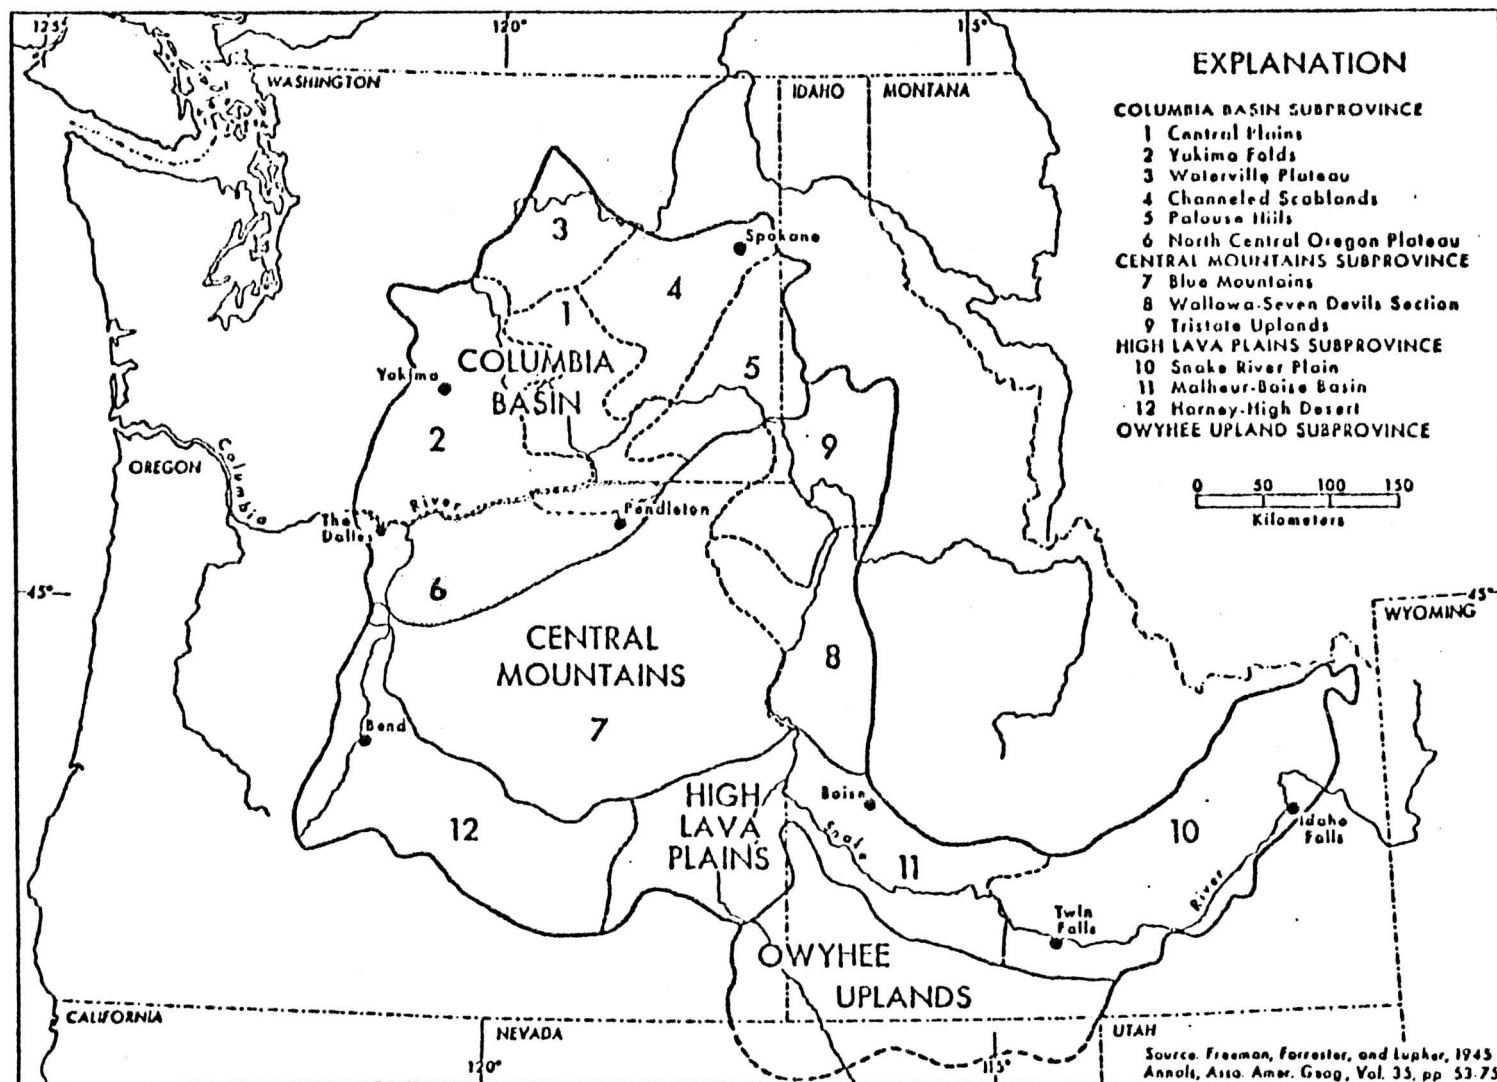 125°
120°
115°
WASHINGTON
IDAHO
MONTANA
EXPLANATION
COLUMBIA BASIN SUBPROVINCE
1 Central Plains
2 Yakima Folds
3 Waterville Plateau
4 Channeled Scablands
5 Palouse Hills
6 North Central Oregon Plateau
CENTRAL MOUNTAINS SUBPROVINCE
7 Blue Mountains
8 Wallowa-Seven Devils Section
9 Tristate Uplands
HIGH LAVA PLAINS SUBPROVINCE
10 Snake River Plain
11 Malheur-Boise Basin
12 Harney-High Desert
OWYHEE UPLAND SUBPROVINCE
0 50 100 150
Kilometers
3
Spokane
4
1
COLUMBIA
BASIN
5
Yakima
2
9
OREGON
Columbia
River
The
Dalles
Pendleton
6
45°
45°
WYOMING
CENTRAL
MOUNTAINS
8
7
Bend
HIGH
LAVA
PLAINS
12
Boise
Snake
11
10
Idaho
Falls
River
Twin
Falls
OWYHEE
UPLANDS
CALIFORNIA
NEVADA
UTAH
120°
115°
Source: Freeman, Forrester, and Lupher, 1945
Annals, Asso. Amer. Geog., Vol. 35, pp 53-75